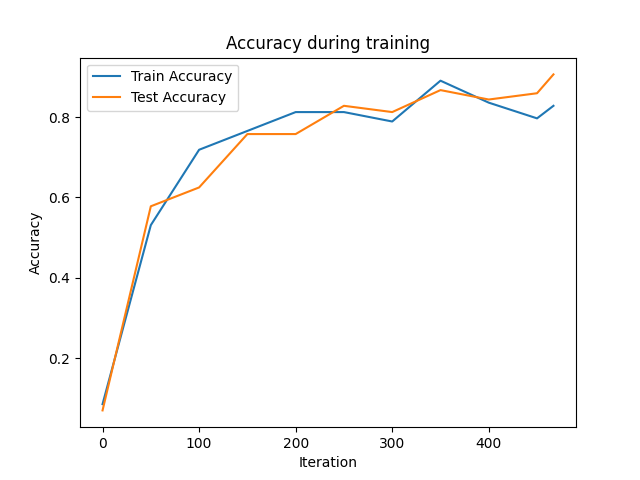 Accuracy during training
Train Accuracy
Test Accuracy
Accuracy
0.8
0.6
0.4
0.2
0 100 200 300 400
Iteration